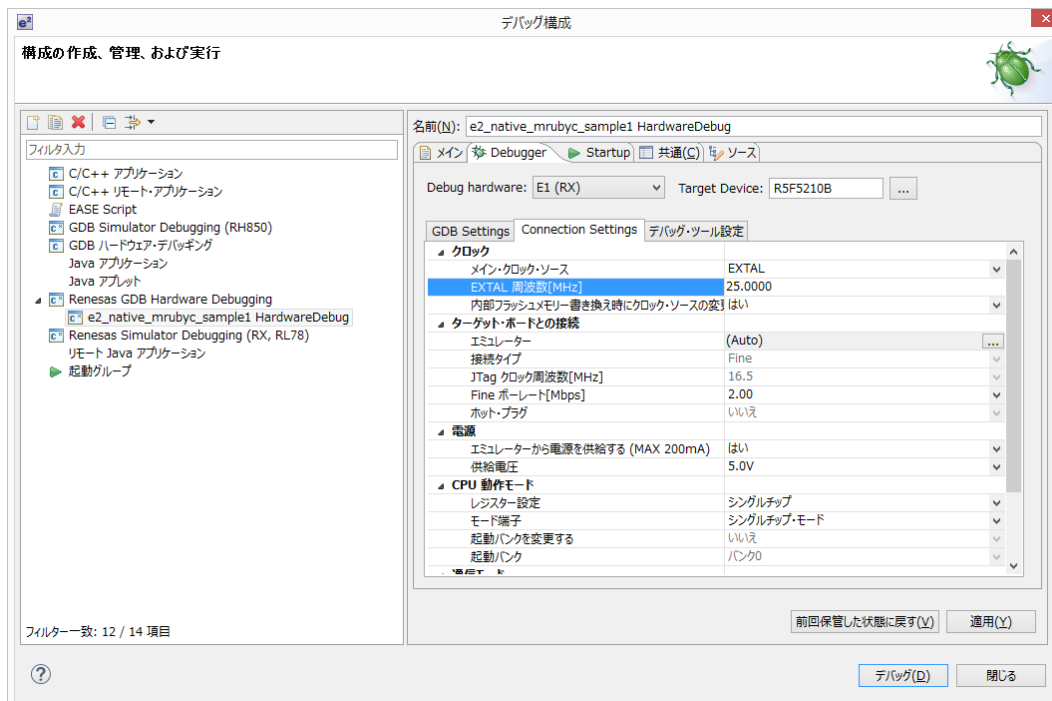 e²
デバッグ構成
構成の作成、管理、および実行
フィルタ入力
C/C++ アプリケーション
C/C++ リモート・アプリケーション
EASE Script
GDB Simulator Debugging (RH850)
GDB ハードウェア・デバッギング
Java アプリケーション
Java アプレット
Renesas GDB Hardware Debugging
e2_native_mrubyc_sample1 HardwareDebug
Renesas Simulator Debugging (RX, RL78)
リモート Java アプリケーション
起動グループ
フィルター一致: 12 / 14 項目
名前(N): e2_native_mrubyc_sample1 HardwareDebug
メイン Debugger Startup 共通(C) ソース
Debug hardware: E1 (RX) Target Device: R5F5210B ...
GDB Settings Connection Settings デバッグ・ツール設定
クロック
メイン・クロック・ソース EXTAL
EXTAL 周波数[MHz] 25.0000
内部フラッシュメモリー書き換え時にクロック・ソースの変 はい
ターゲット・ボードとの接続
エミュレーター (Auto) ...
接続タイプ Fine
JTag クロック周波数[MHz] 16.5
Fine ボーレート[Mbps] 2.00
ホット・プラグ いいえ
電源
エミュレーターから電源を供給する (MAX 200mA) はい
供給電圧 5.0V
CPU 動作モード
レジスター設定 シングルチップ
モード端子 シングルチップ・モード
起動バンクを変更する いいえ
起動バンク バンク0
前回保管した状態に戻す(V) 適用(Y)
デバッグ(D) 閉じる